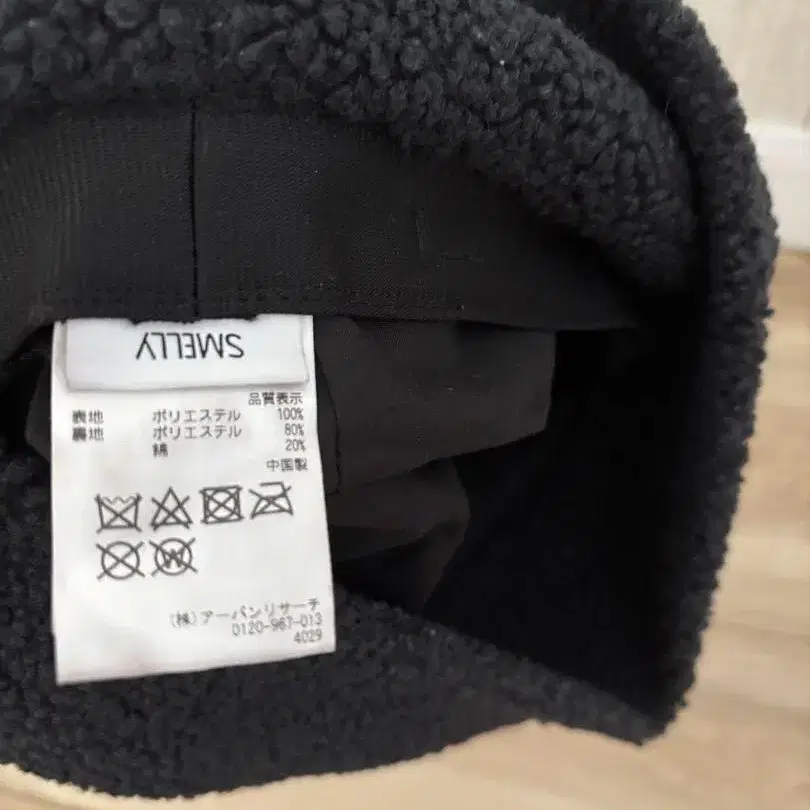 SMELLY
品質表示
表地 ポリエステル 100%
裏地 ポリエステル 80%
綿 20%
中国製
(株)アーバンリサーチ
0120-967-013
4029